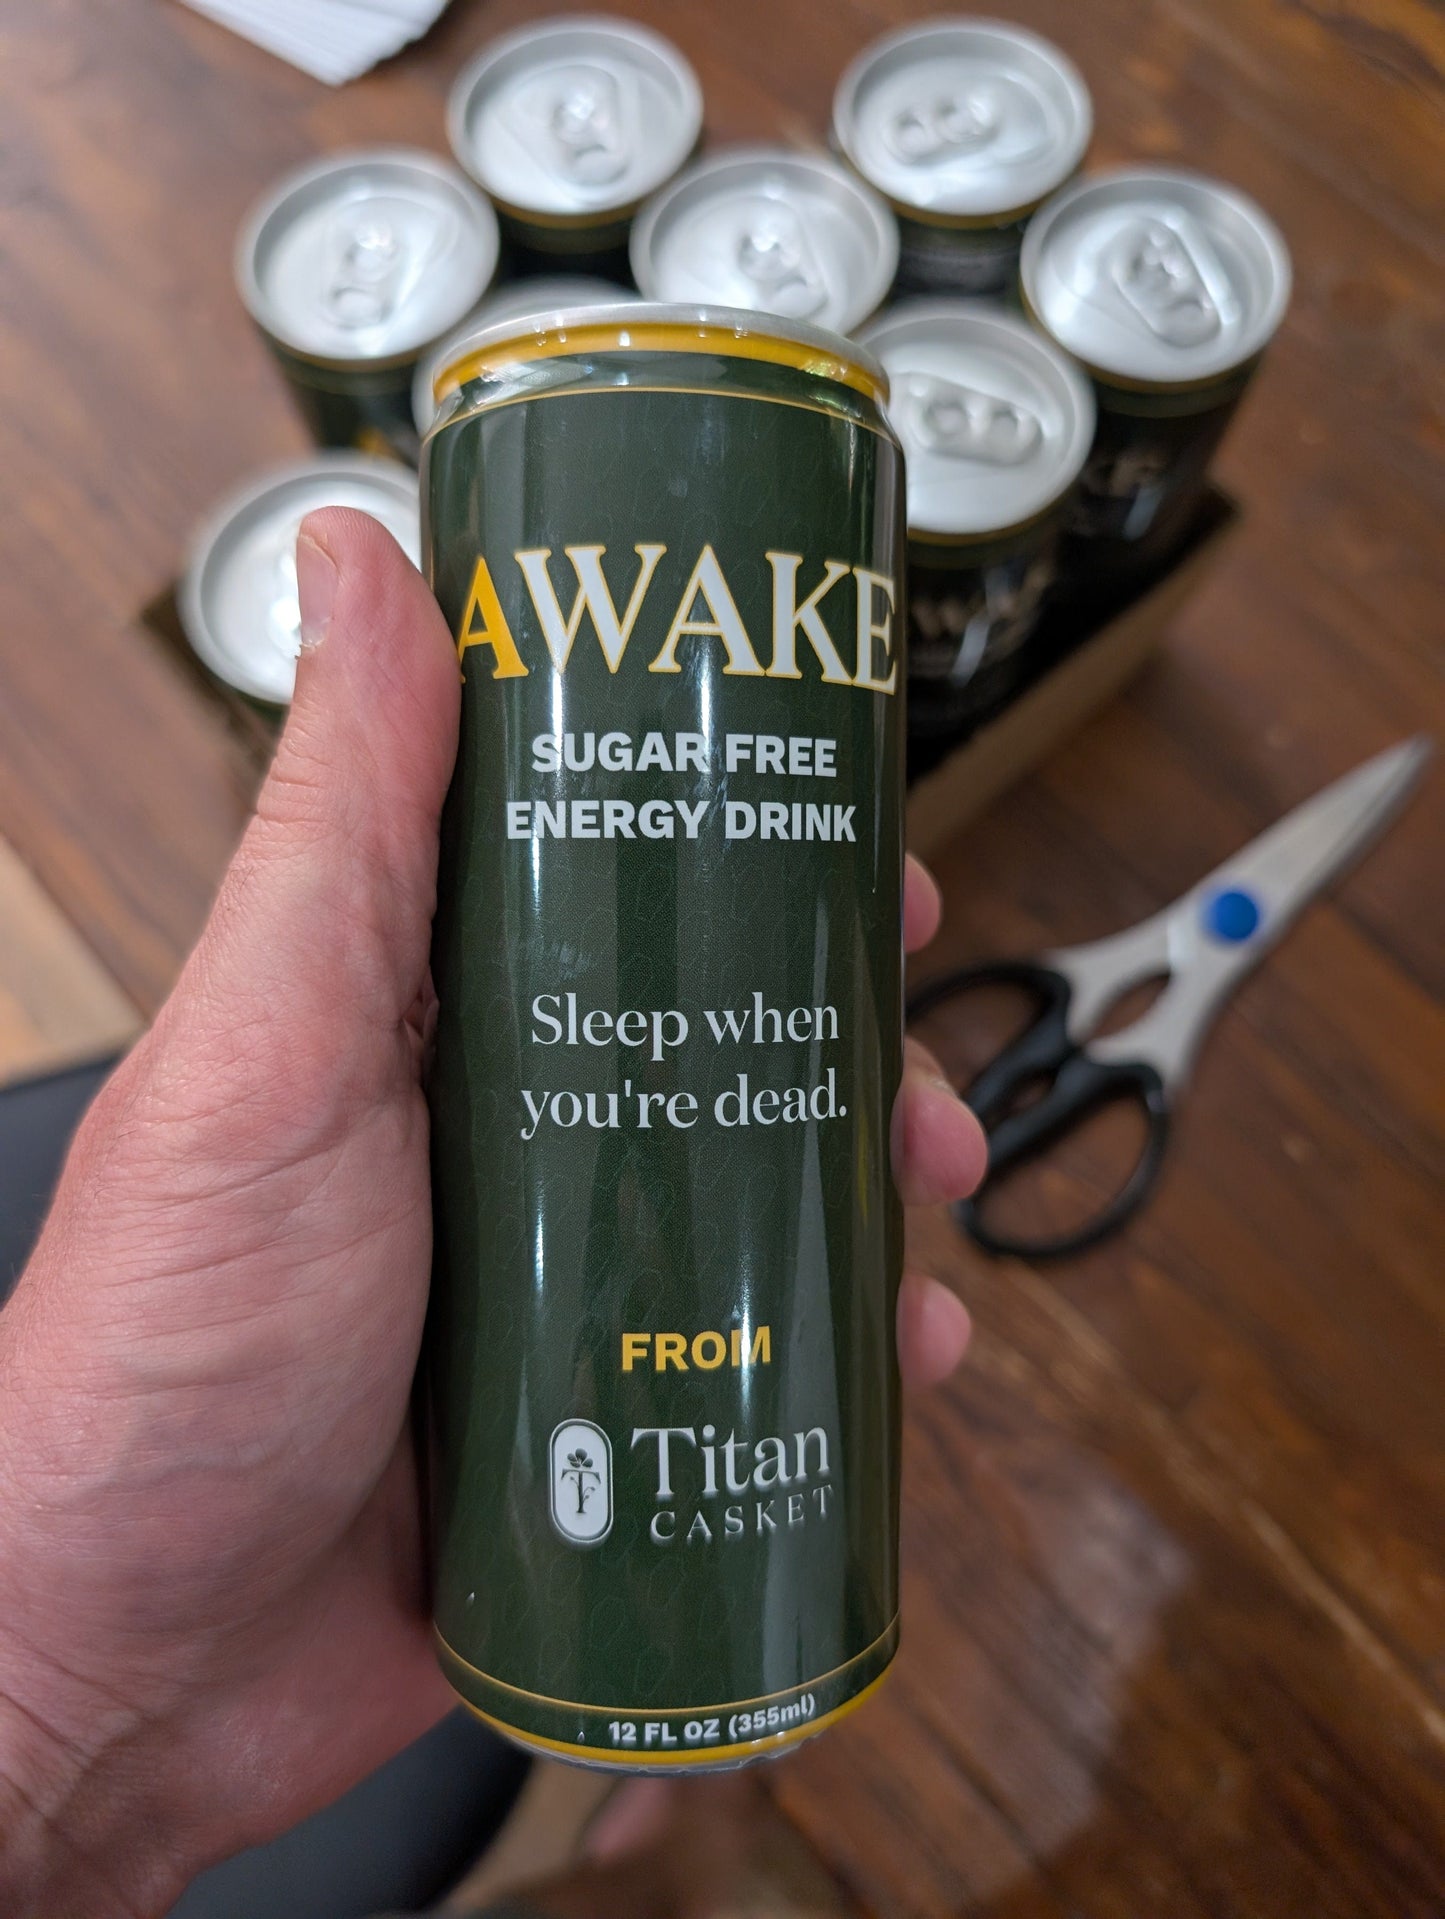 AWAKE
SUGAR FREE
ENERGY DRINK
Sleep when
you're dead.
FROM
T
Titan
CASKET
12 FL OZ (355ml)